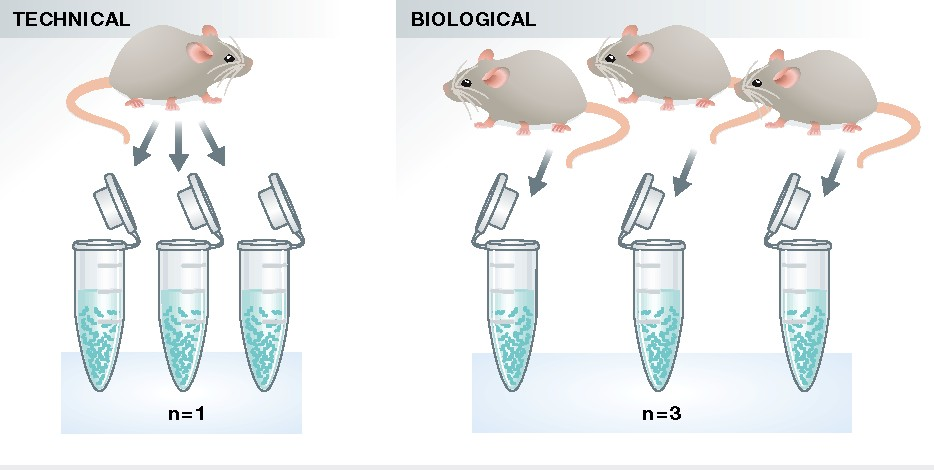 TECHNICAL
BIOLOGICAL
n=1
n=3